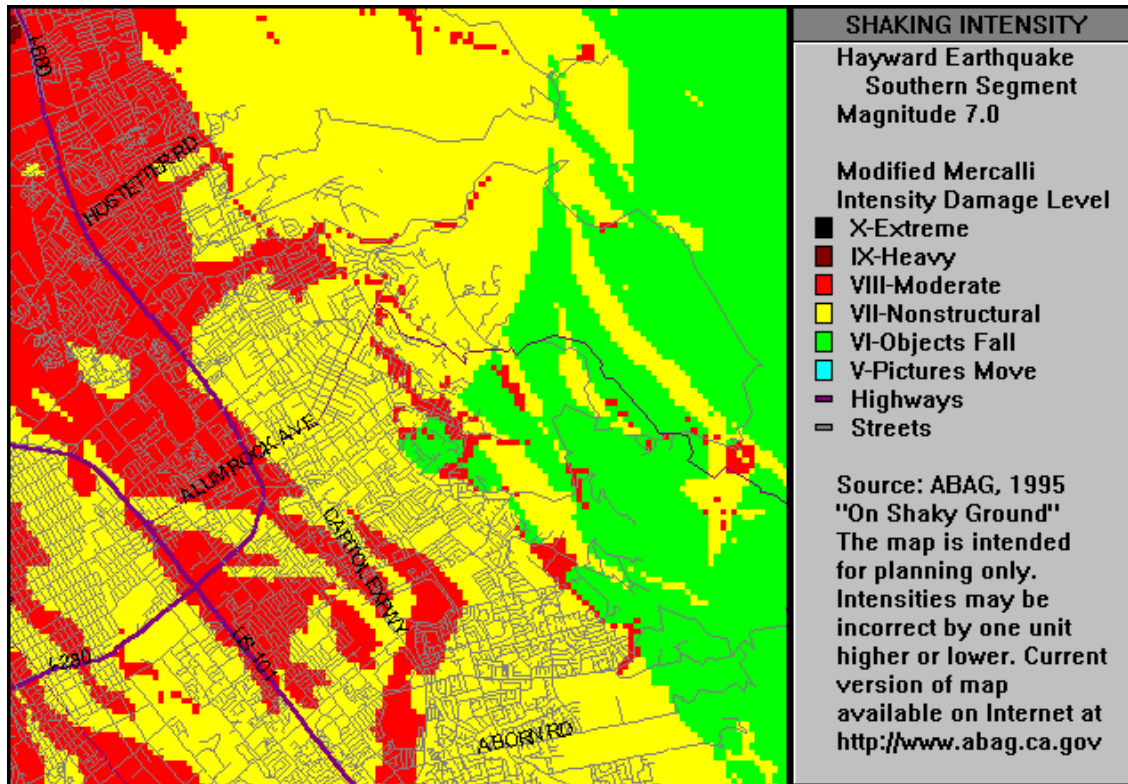 I-680
HOSTETTER RD
ALUM ROCK AVE
CAPITOL EXPWY
US-101
I-280
ABORN RD
SHAKING INTENSITY
Hayward Earthquake
Southern Segment
Magnitude 7.0
Modified Mercalli
Intensity Damage Level
X-Extreme
IX-Heavy
VIII-Moderate
VII-Nonstructural
VI-Objects Fall
V-Pictures Move
Highways
Streets
Source: ABAG, 1995
"On Shaky Ground"
The map is intended
for planning only.
Intensities may be
incorrect by one unit
higher or lower. Current
version of map
available on Internet at
http://www.abag.ca.gov